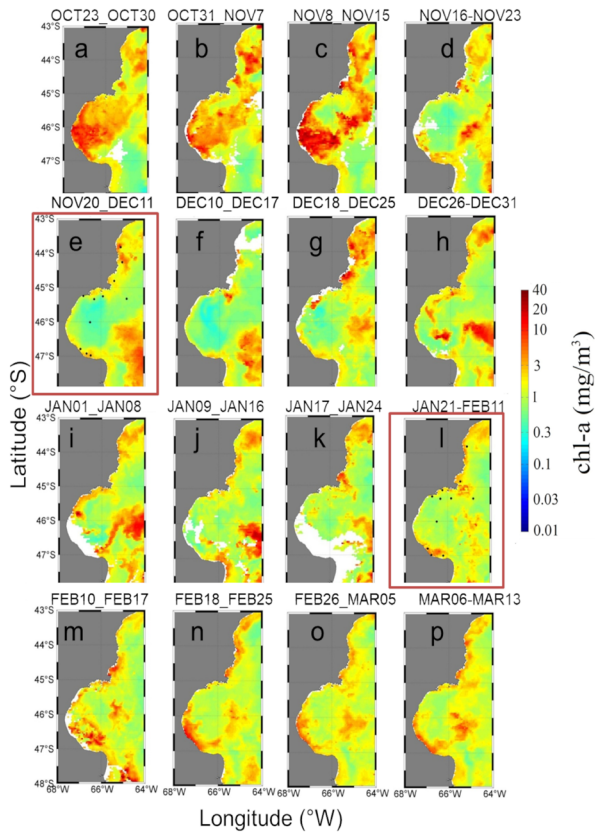 OCT23_OCT30 OCT31_NOV7 NOV8_NOV15 NOV16-NOV23
43°S
44°S
45°S
46°S
47°S
a b c d
NOV20_DEC11 DEC10_DEC17 DEC18_DEC25 DEC26-DEC31
43°S
44°S
45°S
46°S
47°S
e f g h
JAN01_JAN08 JAN09_JAN16 JAN17_JAN24 JAN21-FEB11
43°S
44°S
45°S
46°S
47°S
i j k l
FEB10_FEB17 FEB18_FEB25 FEB26_MAR05 MAR06-MAR13
43°S
44°S
45°S
46°S
47°S
48°S
m n o p
68°W 66°W 64°W 68°W 66°W 64°W 68°W 66°W 64°W 68°W 66°W 64°W
Longitude (°W)
Latitude (°S)
40
20
10
3
1
0.3
0.1
0.03
0.01
chl-a (mg/m³)